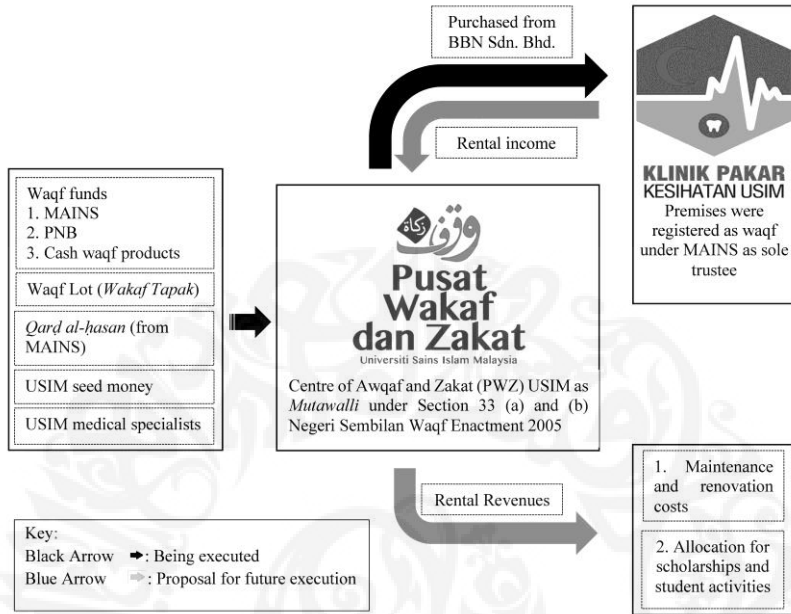 Purchased from
BBN Sdn. Bhd.
Rental income
KLINIK PAKAR
KESIHATAN USIM
Premises were
registered as waqf
under MAINS as sole
trustee
Waqf funds
1. MAINS
2. PNB
3. Cash waqf products
Waqf Lot (Wakaf Tapak)
Qarḍ al-ḥasan (from
MAINS)
USIM seed money
USIM medical specialists
وقف
زكاة
Pusat
Wakaf
dan Zakat
Universiti Sains Islam Malaysia
Centre of Awqaf and Zakat (PWZ) USIM as
Mutawalli under Section 33 (a) and (b)
Negeri Sembilan Waqf Enactment 2005
Rental Revenues
1. Maintenance
and renovation
costs
2. Allocation for
scholarships and
student activities
Key:
Black Arrow : Being executed
Blue Arrow : Proposal for future execution